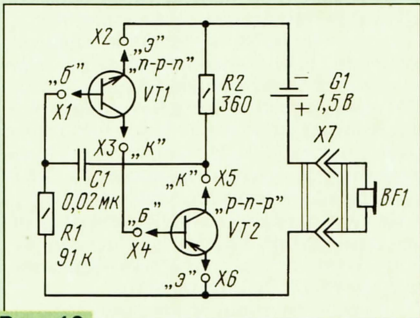 X2
„э"
„б"
„п-р-п"
X1
VT1
R2
360
G1
1,5В
X7
X3
„к"
C1
0,02мк
R1
91к
„к"
X5
„р-п-р"
„Б"
X4
VT2
„э"
X6
BF1